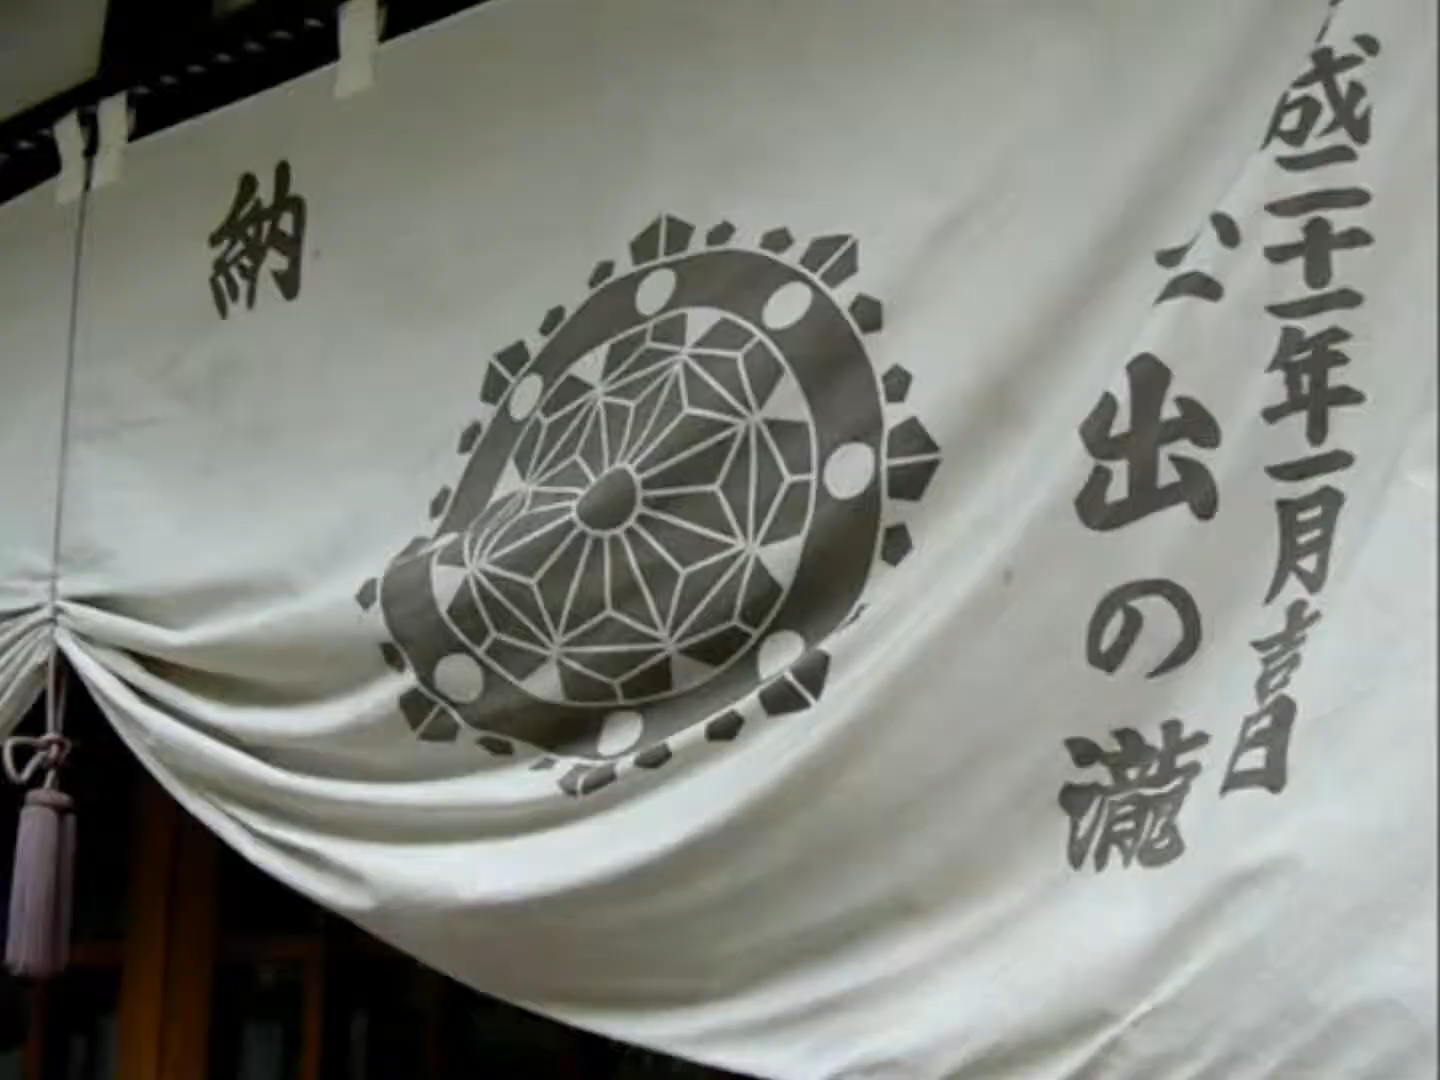 成二十一年一月吉日
出の瀧
納